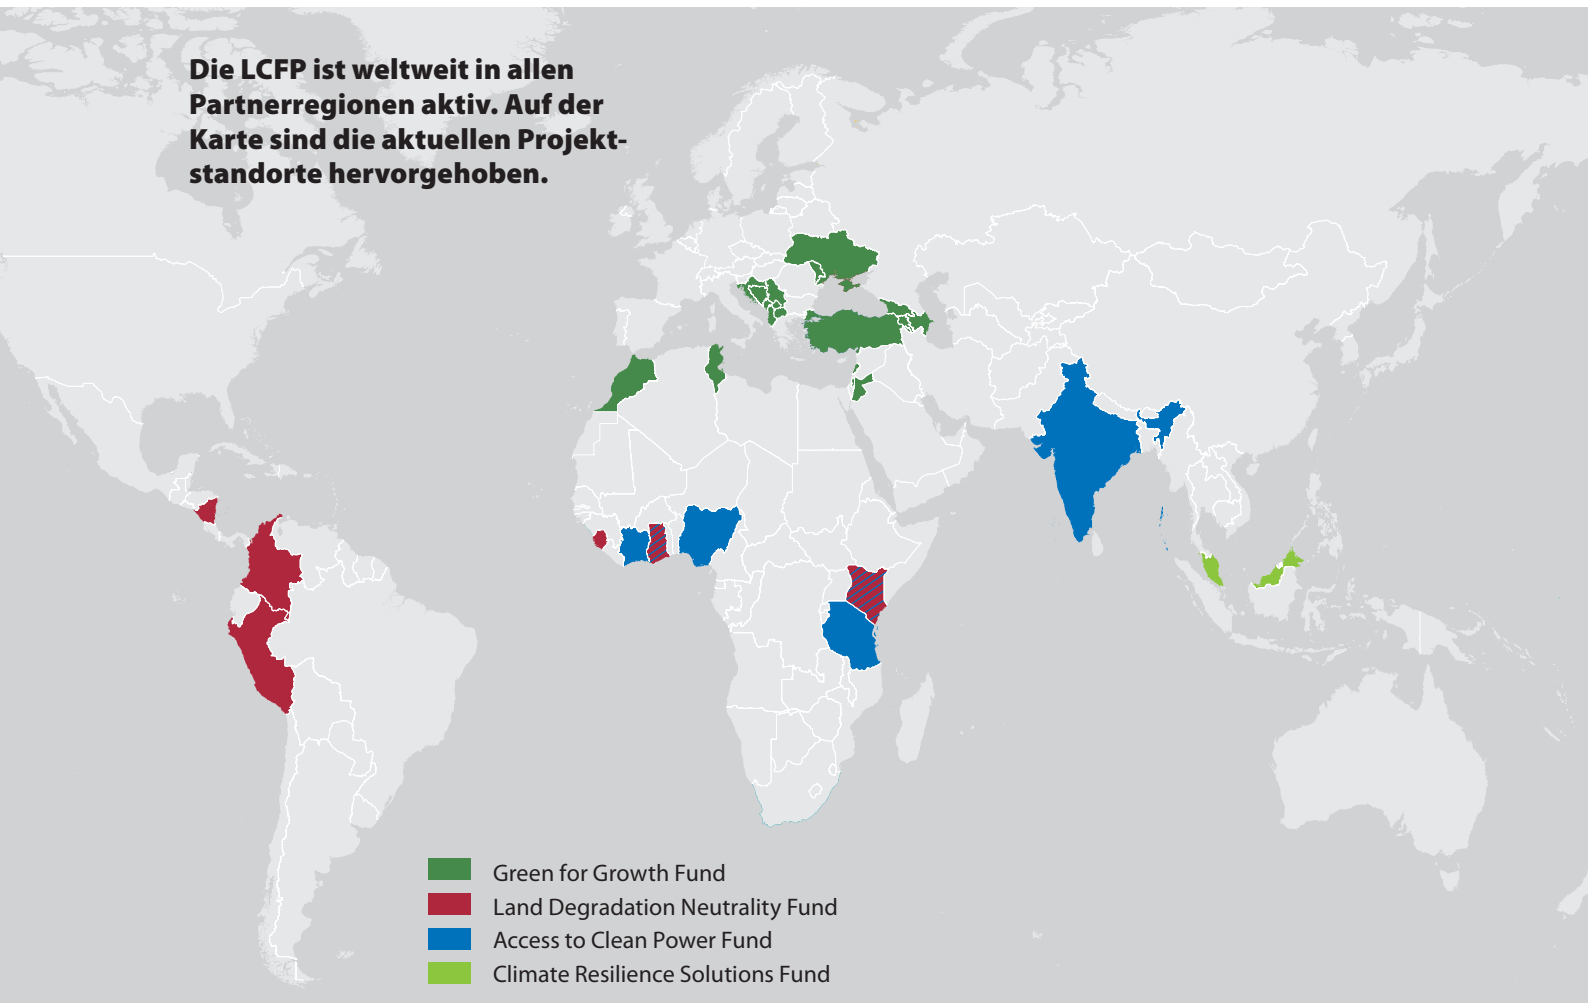 Die LCFP ist weltweit in allen
Partnerregionen aktiv. Auf der
Karte sind die aktuellen Projekt-
standorte hervorgehoben.
Green for Growth Fund
Land Degradation Neutrality Fund
Access to Clean Power Fund
Climate Resilience Solutions Fund